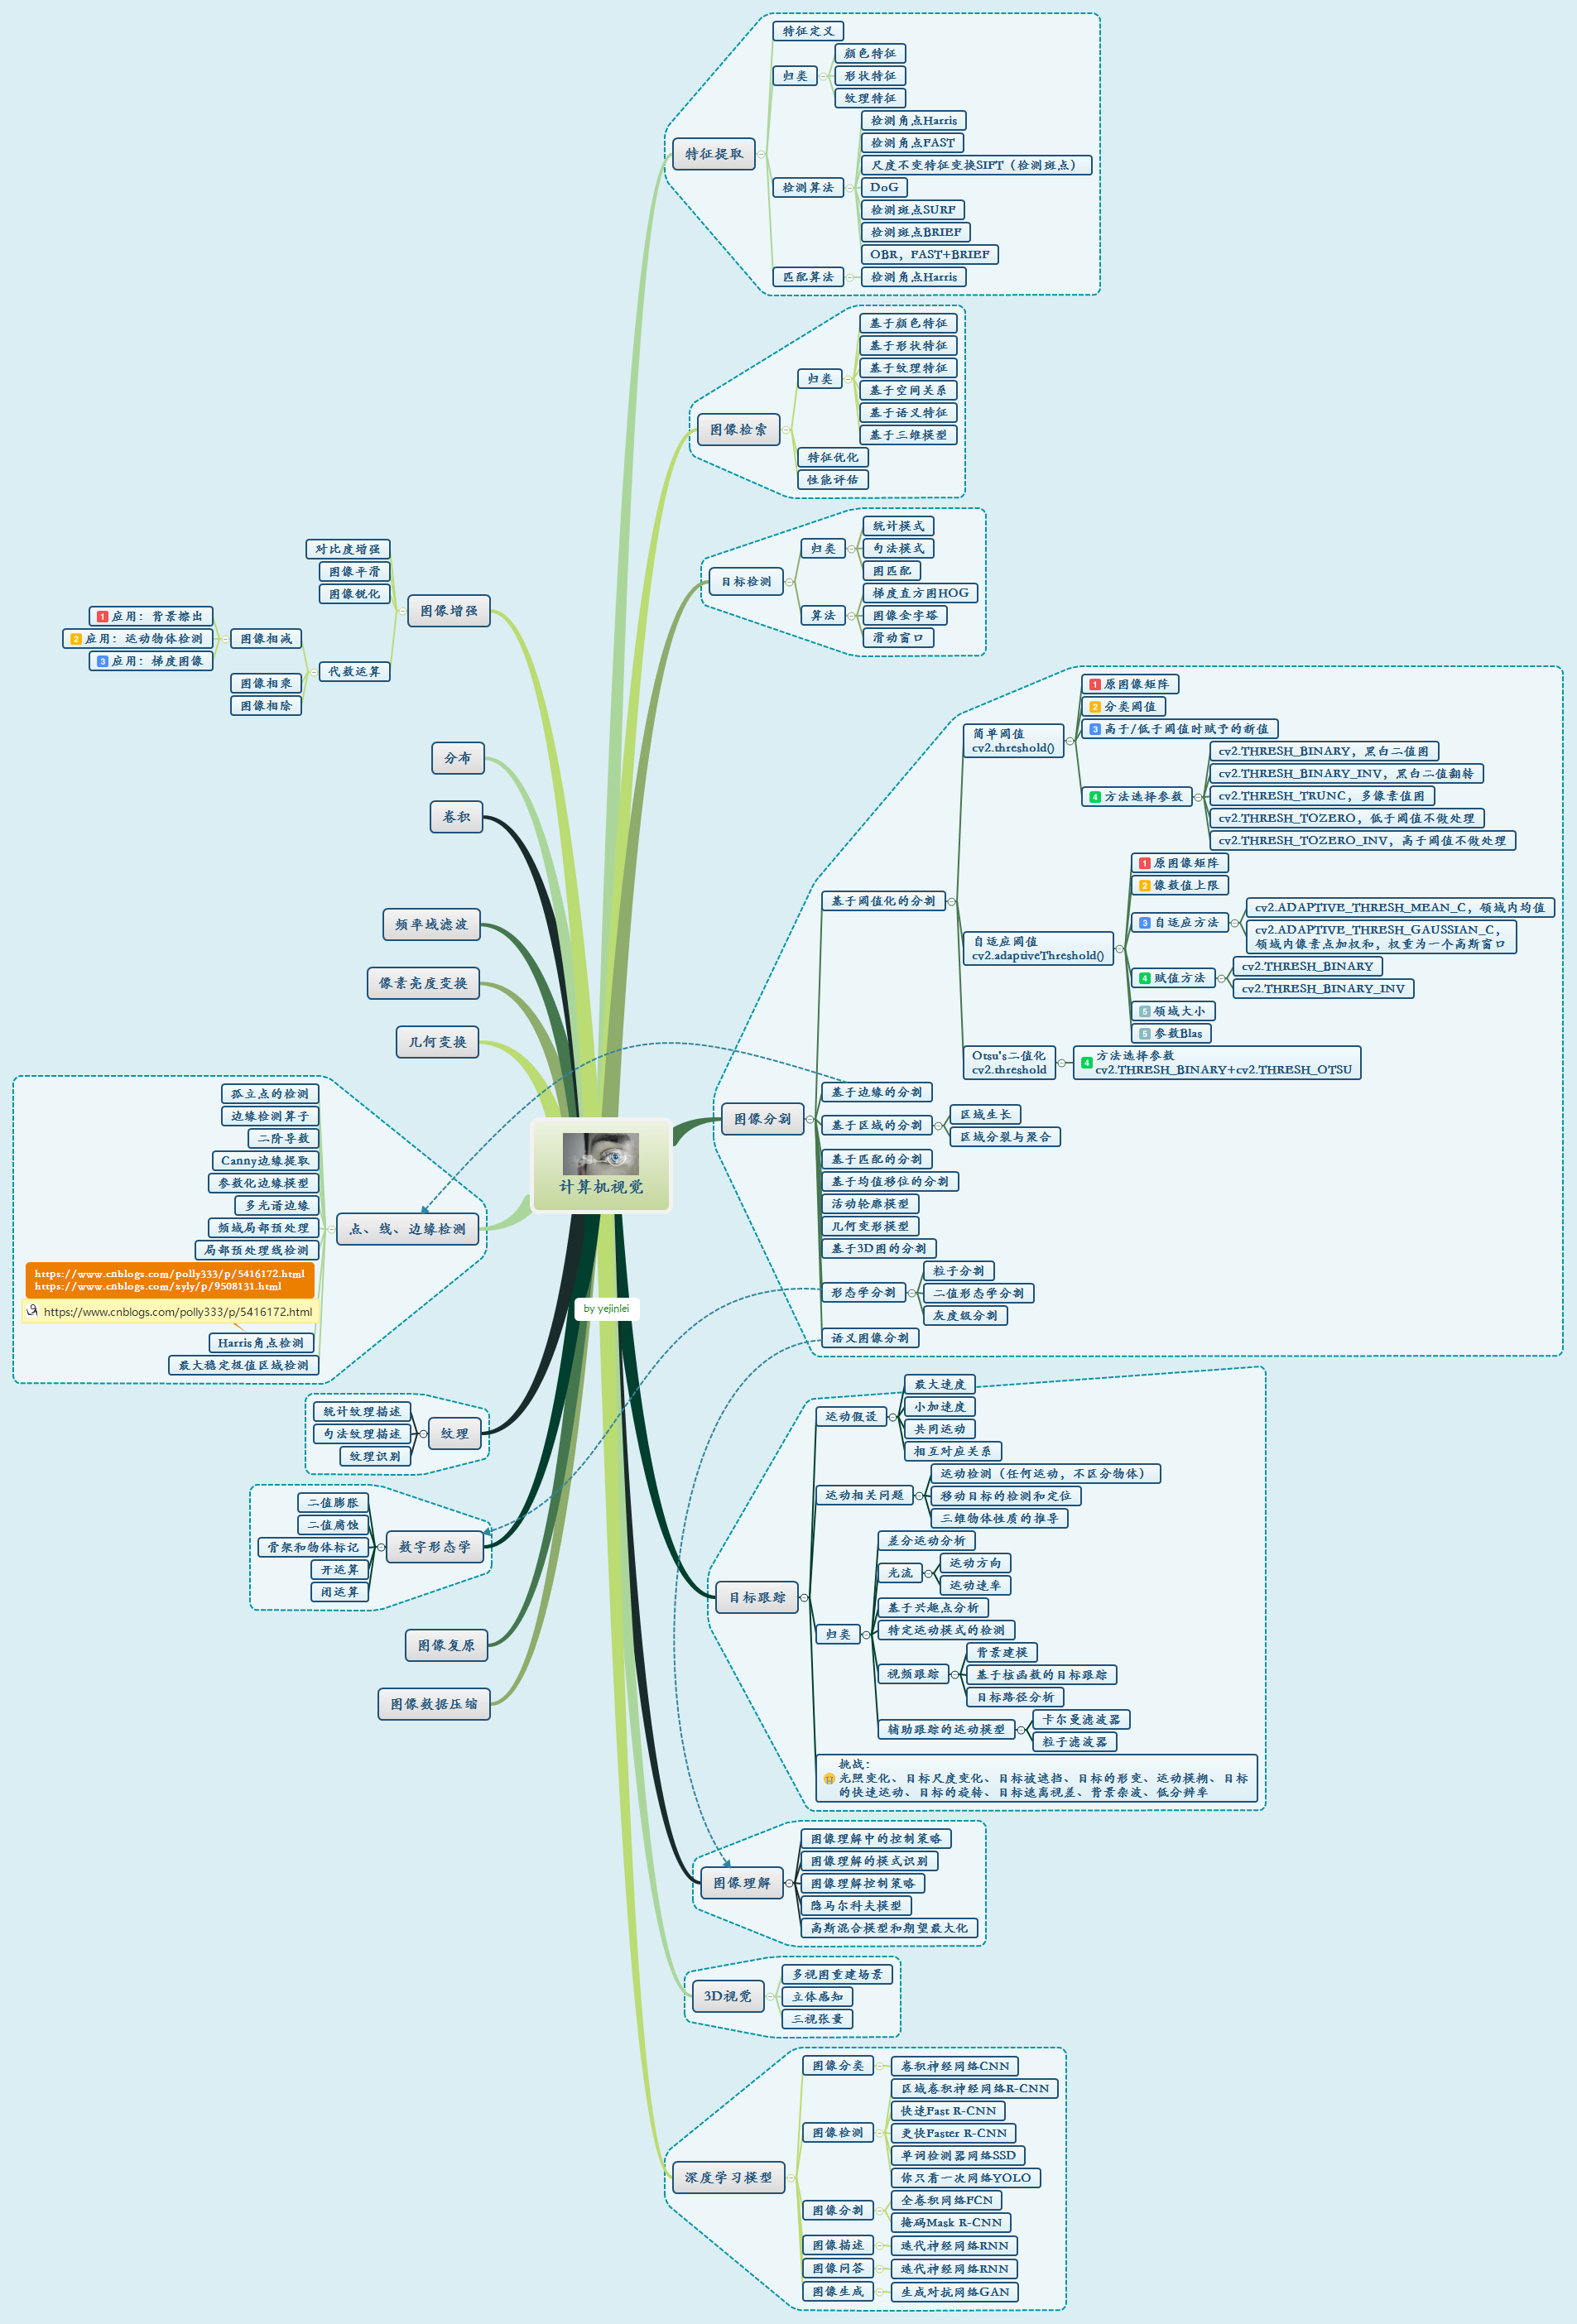 特征提取
特征定义
归类
颜色特征
形状特征
纹理特征
检测算法
检测角点Harris
检测角点FAST
尺度不变特征变换SIFT（检测斑点）
DoG
检测斑点SURF
检测斑点BRIEF
OBR，FAST+BRIEF
匹配算法
检测角点Harris
图像检索
归类
基于颜色特征
基于形状特征
基于纹理特征
基于空间关系
基于语义特征
基于三维模型
特征优化
性能评估
目标检测
归类
统计模式
句法模式
图匹配
算法
梯度直方图HOG
图像金字塔
滑动窗口
图像分割
基于阈值化的分割
简单阈值
cv2.threshold()
1 原图像矩阵
2 分类阈值
3 高于/低于阈值时赋予的新值
4 方法选择参数
cv2.THRESH_BINARY，黑白二值图
cv2.THRESH_BINARY_INV，黑白二值翻转
cv2.THRESH_TRUNC，多像素值图
cv2.THRESH_TOZERO，低于阈值不做处理
cv2.THRESH_TOZERO_INV，高于阈值不做处理
自适应阈值
cv2.adaptiveThreshold()
1 原图像矩阵
2 像数值上限
3 自适应方法
cv2.ADAPTIVE_THRESH_MEAN_C，领域内均值
cv2.ADAPTIVE_THRESH_GAUSSIAN_C，
领域内像素点加权和，权重为一个高斯窗口
4 赋值方法
cv2.THRESH_BINARY
cv2.THRESH_BINARY_INV
5 领域大小
5 参数Blas
Otsu's二值化
cv2.threshold
4 方法选择参数
cv2.THRESH_BINARY+cv2.THRESH_OTSU
基于边缘的分割
基于区域的分割
区域生长
区域分裂与聚合
基于匹配的分割
基于均值移位的分割
活动轮廓模型
几何变形模型
基于3D图的分割
形态学分割
粒子分割
二值形态学分割
灰度级分割
语义图像分割
目标跟踪
运动假设
最大速度
小加速度
共同运动
相互对应关系
运动相关问题
运动检测（任何运动，不区分物体）
移动目标的检测和定位
三维物体性质的推导
归类
差分运动分析
光流
运动方向
运动速率
基于兴趣点分析
特定运动模式的检测
视频跟踪
背景建模
基于核函数的目标跟踪
目标路径分析
辅助跟踪的运动模型
卡尔曼滤波器
粒子滤波器
挑战：
光照变化、目标尺度变化、目标被遮挡、目标的形变、运动模糊、目标
的快速运动、目标的旋转、目标逃离视差、背景杂波、低分辨率
图像理解
图像理解中的控制策略
图像理解的模式识别
图像理解控制策略
隐马尔科夫模型
高斯混合模型和期望最大化
3D视觉
多视图重建场景
立体感知
三视张量
深度学习模型
图像分类
卷积神经网络CNN
图像检测
区域卷积神经网络R-CNN
快速Fast R-CNN
更快Faster R-CNN
单词检测器网络SSD
你只看一次网络YOLO
图像分割
全卷积网络FCN
掩码Mask R-CNN
图像描述
迭代神经网络RNN
图像问答
迭代神经网络RNN
图像生成
生成对抗网络GAN
计算机视觉
by yejinlei
图像增强
对比度增强
图像平滑
图像锐化
代数运算
图像相减
1 应用：背景擦出
2 应用：运动物体检测
3 应用：梯度图像
图像相乘
图像相除
分布
卷积
频率域滤波
像素亮度变换
几何变换
点、线、边缘检测
孤立点的检测
边缘检测算子
二阶导数
Canny边缘提取
参数化边缘模型
多光谱边缘
频域局部预处理
局部预处理线检测
https://www.cnblogs.com/polly333/p/5416172.html
https://www.cnblogs.com/zyly/p/9508131.html
https://www.cnblogs.com/polly333/p/5416172.html
Harris角点检测
最大稳定极值区域检测
纹理
统计纹理描述
句法纹理描述
纹理识别
数字形态学
二值膨胀
二值腐蚀
骨架和物体标记
开运算
闭运算
图像复原
图像数据压缩